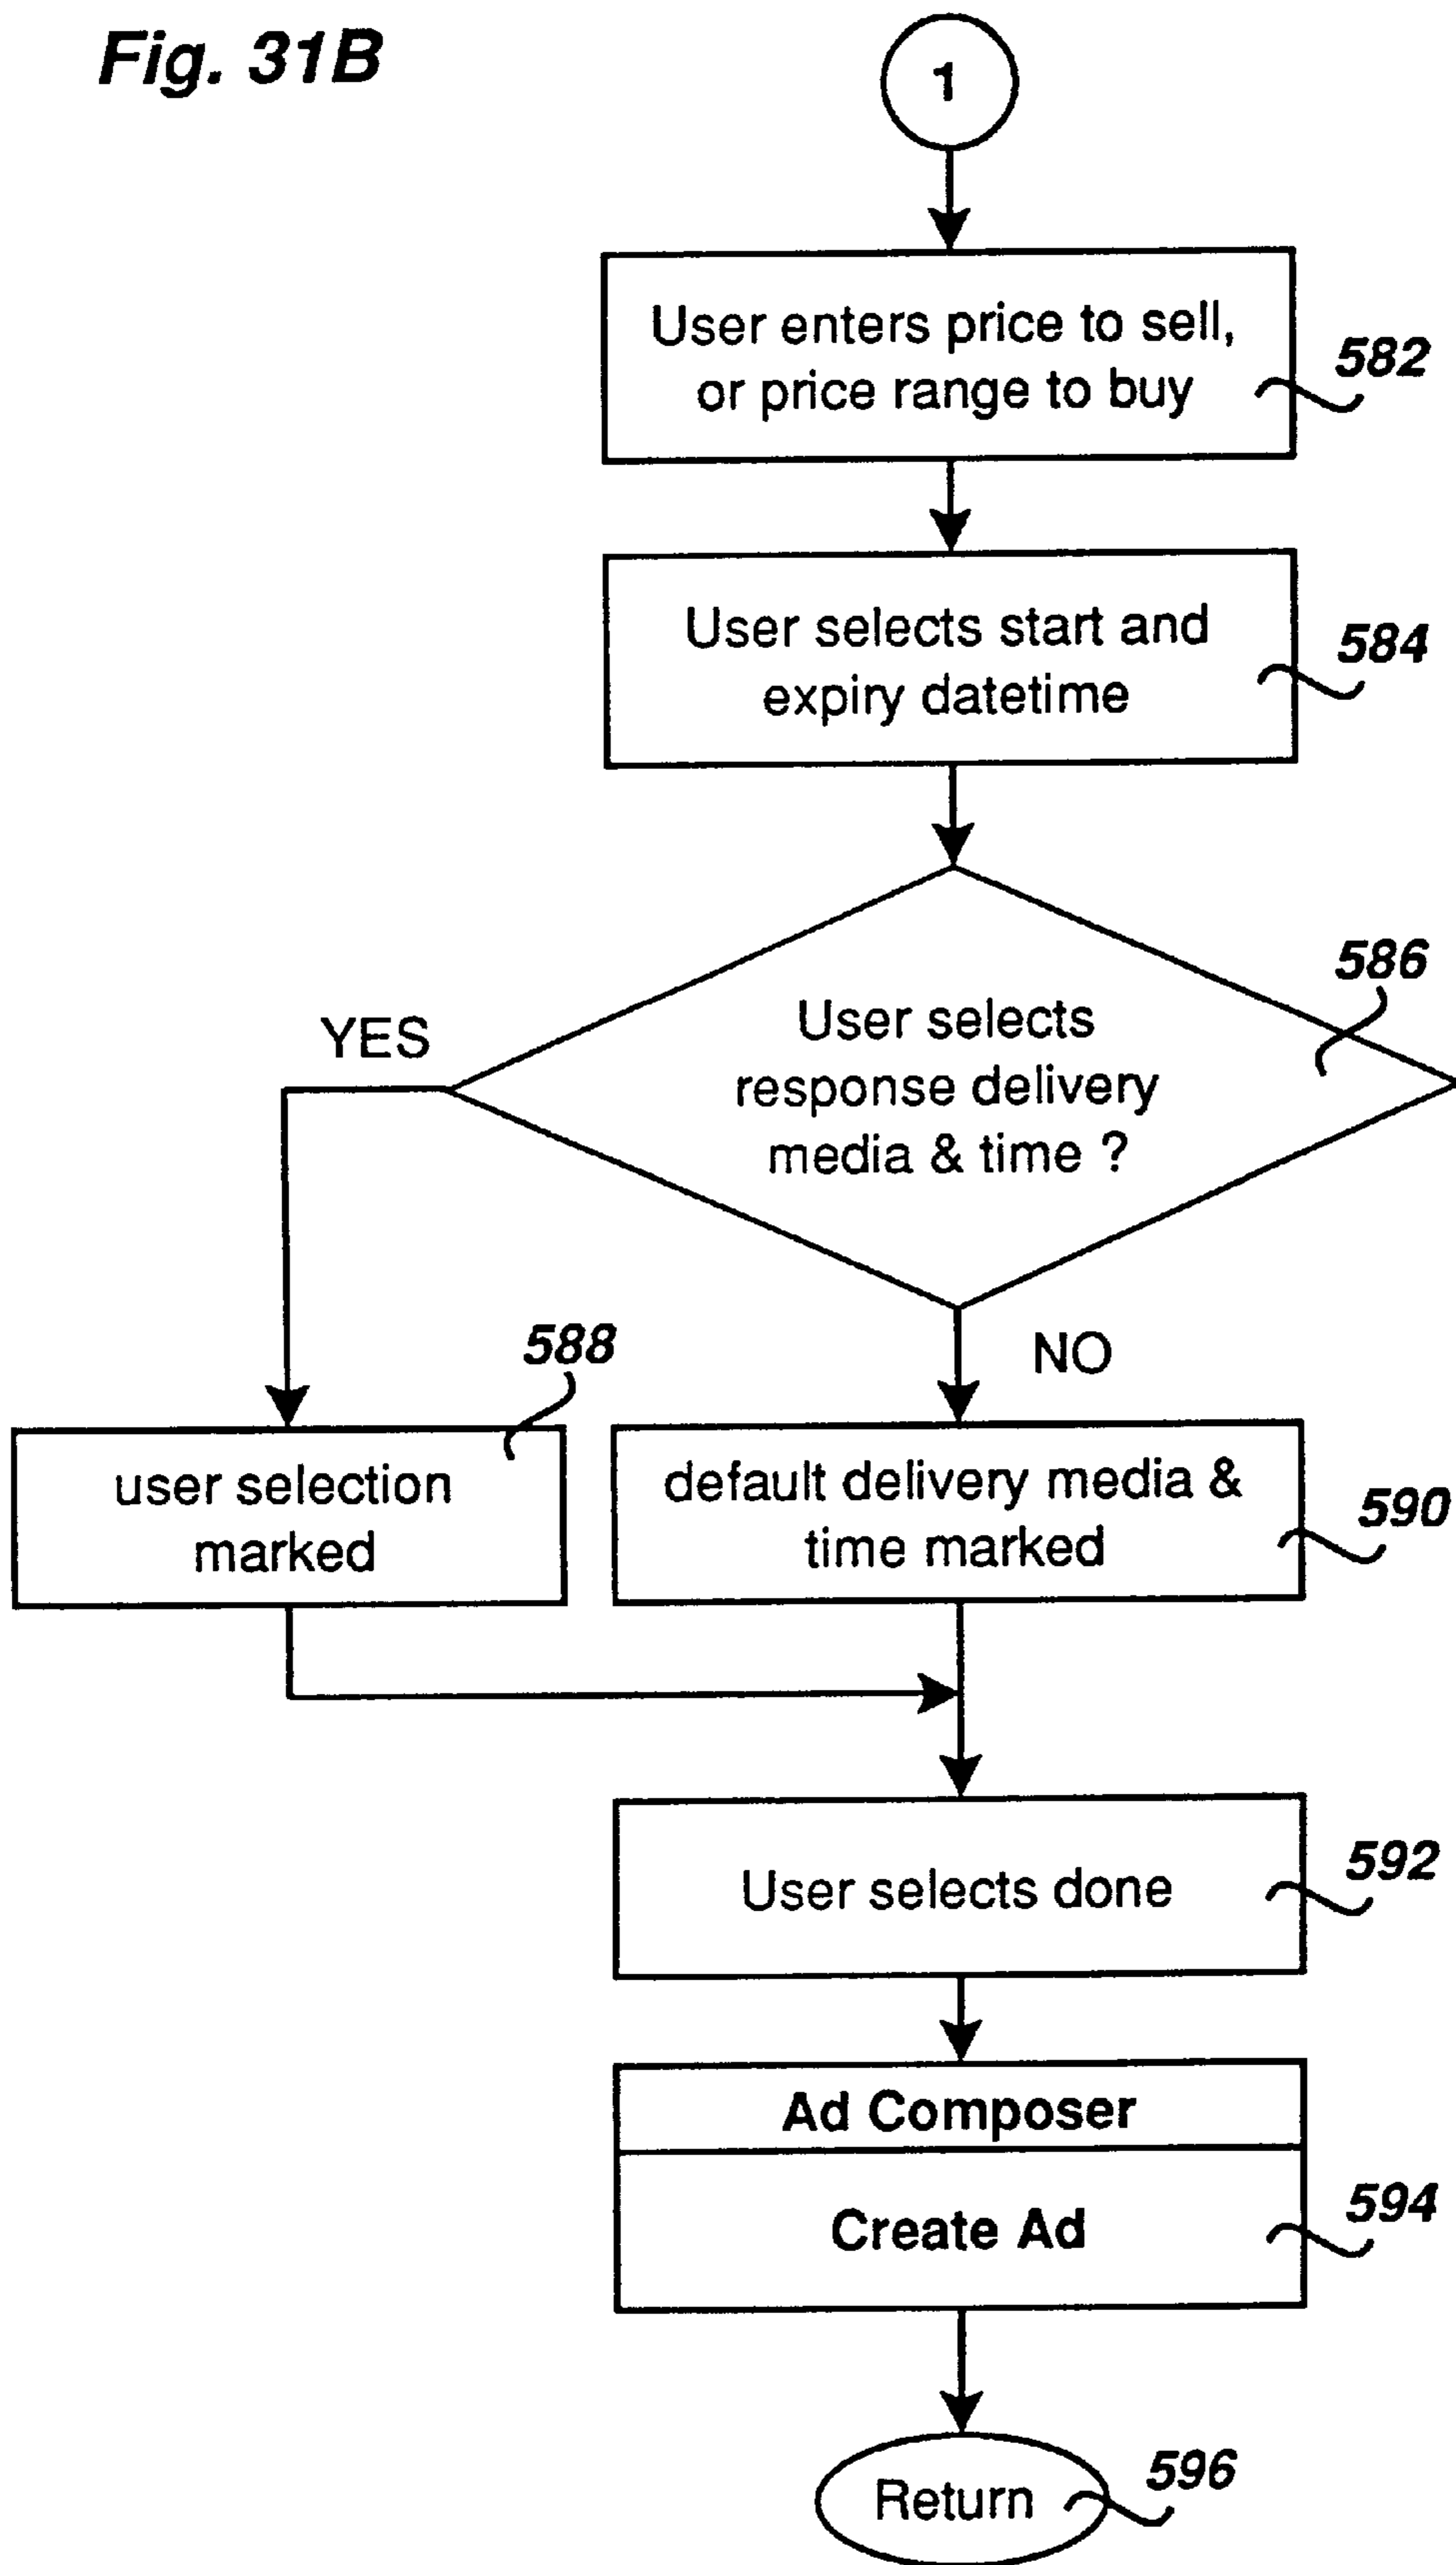 Fig. 31B
1
User enters price to sell,
or price range to buy
582
User selects start and
expiry datetime
584
586
User selects
response delivery
media & time ?
YES
NO
588
user selection
marked
default delivery media &
time marked
590
User selects done
592
Ad Composer
Create Ad
594
Return
596